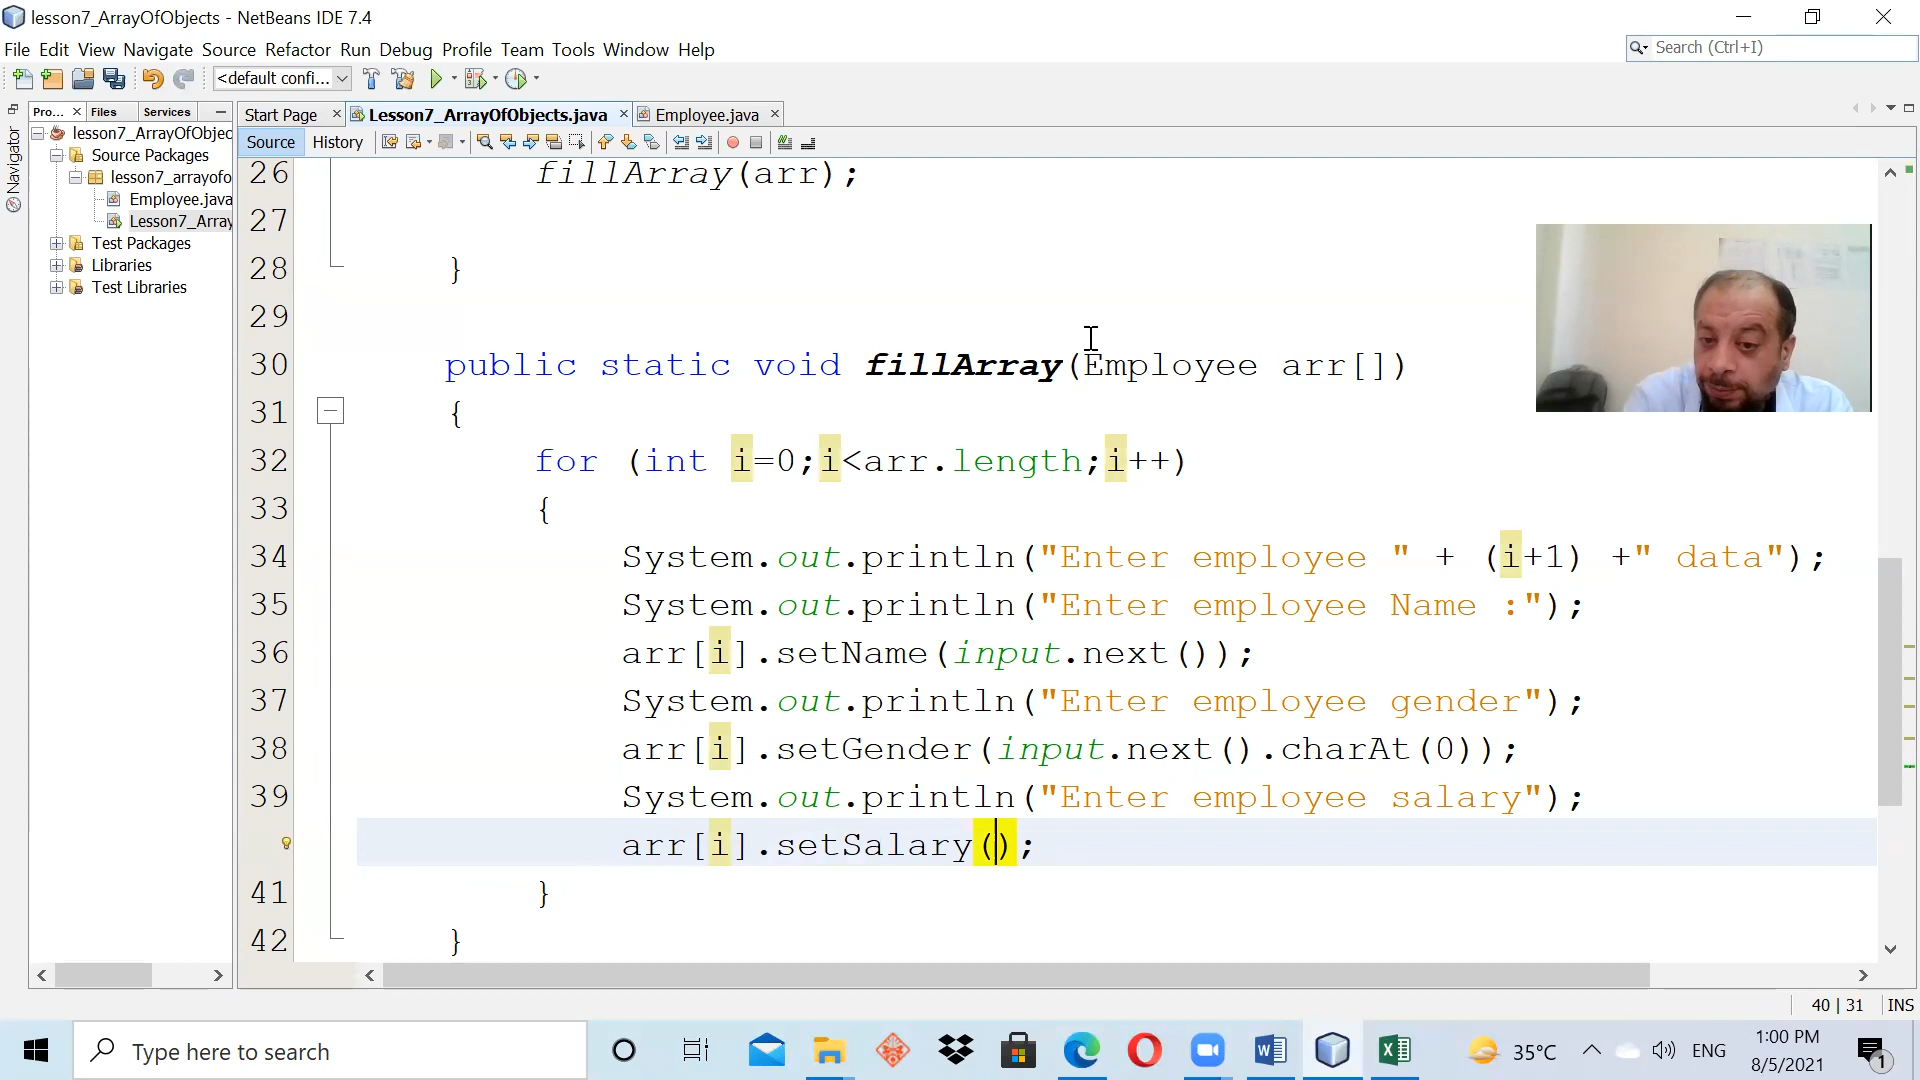 lesson7_ArrayOfObjects - NetBeans IDE 7.4
File Edit View Navigate Source Refactor Run Debug Profile Team Tools Window Help
Search (Ctrl+I)
<default confi...
Pro... Files Services
Start Page Lesson7_ArrayOfObjects.java Employee.java
Navigator
Source History
lesson7_ArrayOfObjec
Source Packages
lesson7_arrayofo
Employee.java
Lesson7_Array
Test Packages
Libraries
Test Libraries
26 fillArray(arr);
27
28 }
29
30 public static void fillArray(Employee arr[])
31 {
32 for (int i=0;i<arr.length;i++)
33 {
34 System.out.println("Enter employee " + (i+1) +" data");
35 System.out.println("Enter employee Name :");
36 arr[i].setName(input.next());
37 System.out.println("Enter employee gender");
38 arr[i].setGender(input.next().charAt(0));
39 System.out.println("Enter employee salary");
arr[i].setSalary();
41 }
42 }
40 | 31 INS
Type here to search
35°C
ENG
1:00 PM
8/5/2021
1